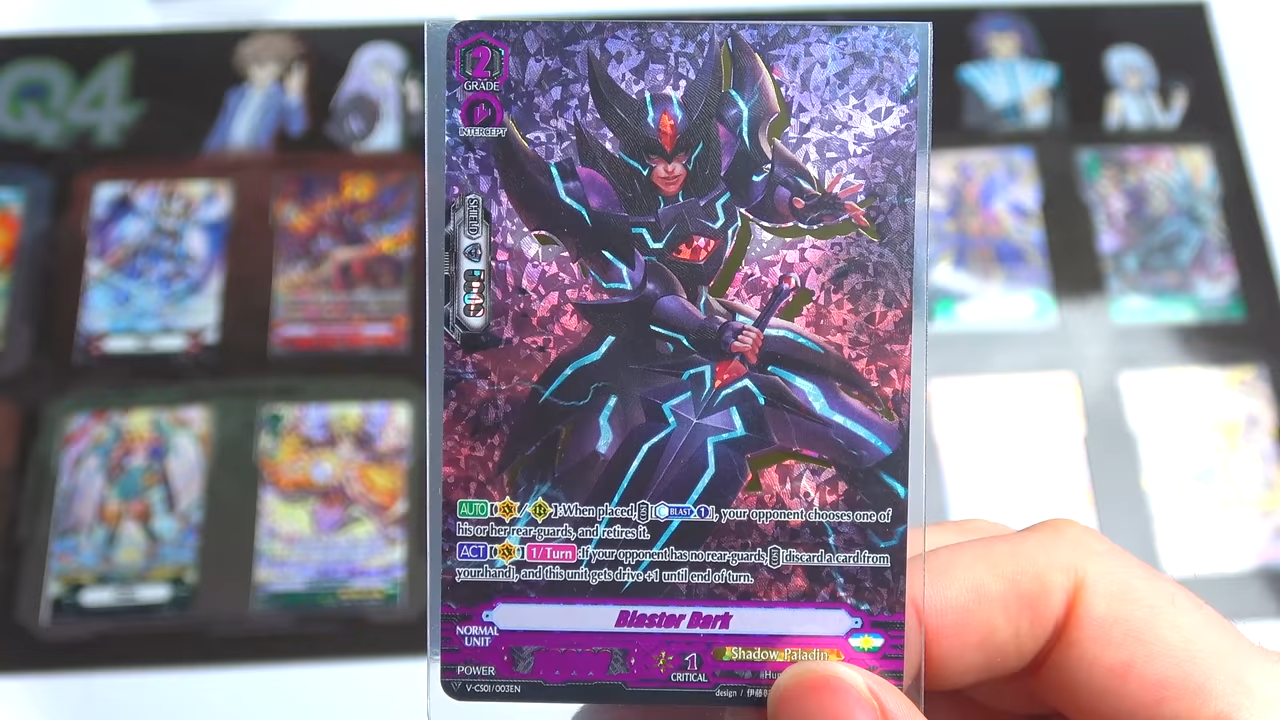 Q4
2
GRADE
INTERCEPT
SHIELD
AUTO [ / ]:When placed, [ BLAST 1], your opponent chooses one of
his or her rear-guards, and retires it.
ACT [ ] 1/Turn :If your opponent has no rear-guards, [discard a card from
your hand], and this unit gets drive +1 until end of turn.
Blaster Dark
NORMAL
UNIT
POWER
1
CRITICAL
Shadow Paladin
V-CS01/003EN
design / 伊藤